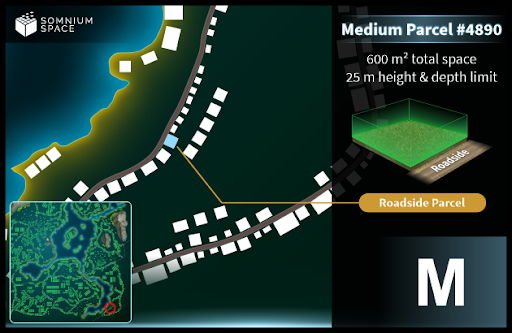 SOMNIUM
SPACE
Medium Parcel #4890
600 m² total space
25 m height & depth limit
Roadside
Roadside Parcel
M